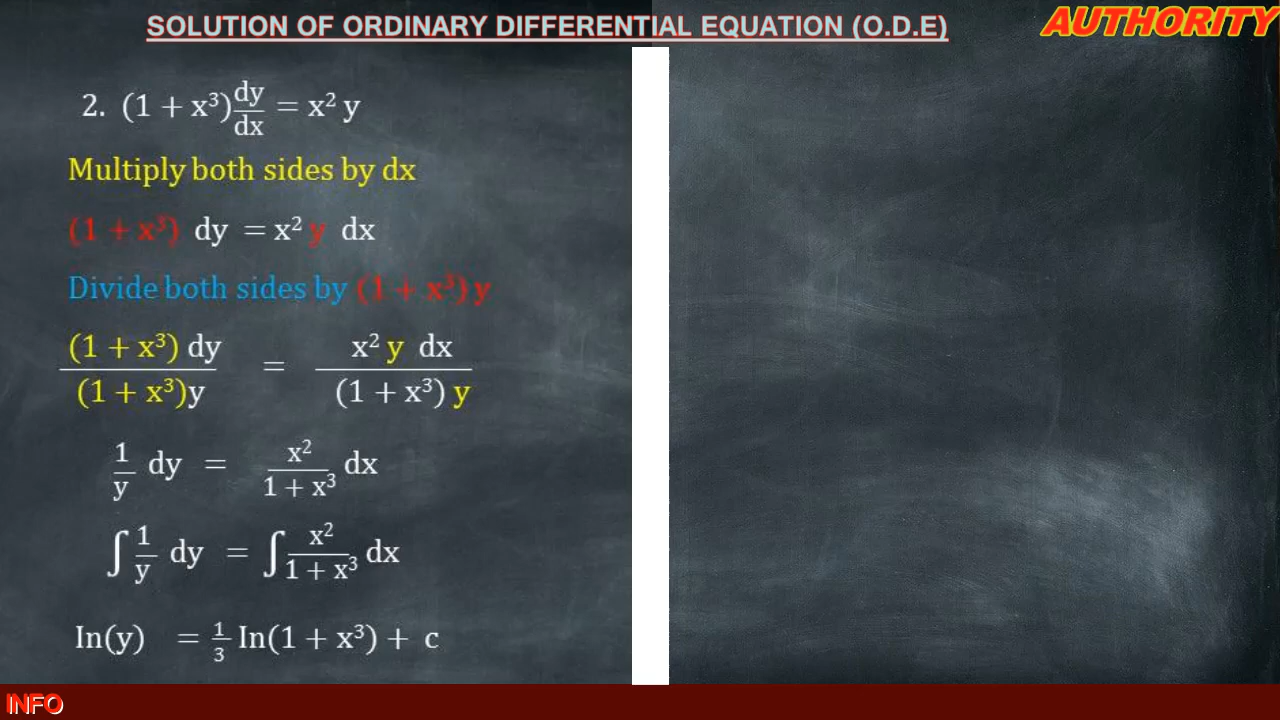 SOLUTION OF ORDINARY DIFFERENTIAL EQUATION (O.D.E)
AUTHORITY
2. (1 + x³) dy/dx = x² y
Multiply both sides by dx
(1 + x³) dy = x² y dx
Divide both sides by (1 + x³) y
(1 + x³) dy / (1 + x³)y = x² y dx / (1 + x³) y
1/y dy = x²/(1 + x³) dx
∫ 1/y dy = ∫ x²/(1 + x³) dx
In(y) = 1/3 In(1 + x³) + c
INFO